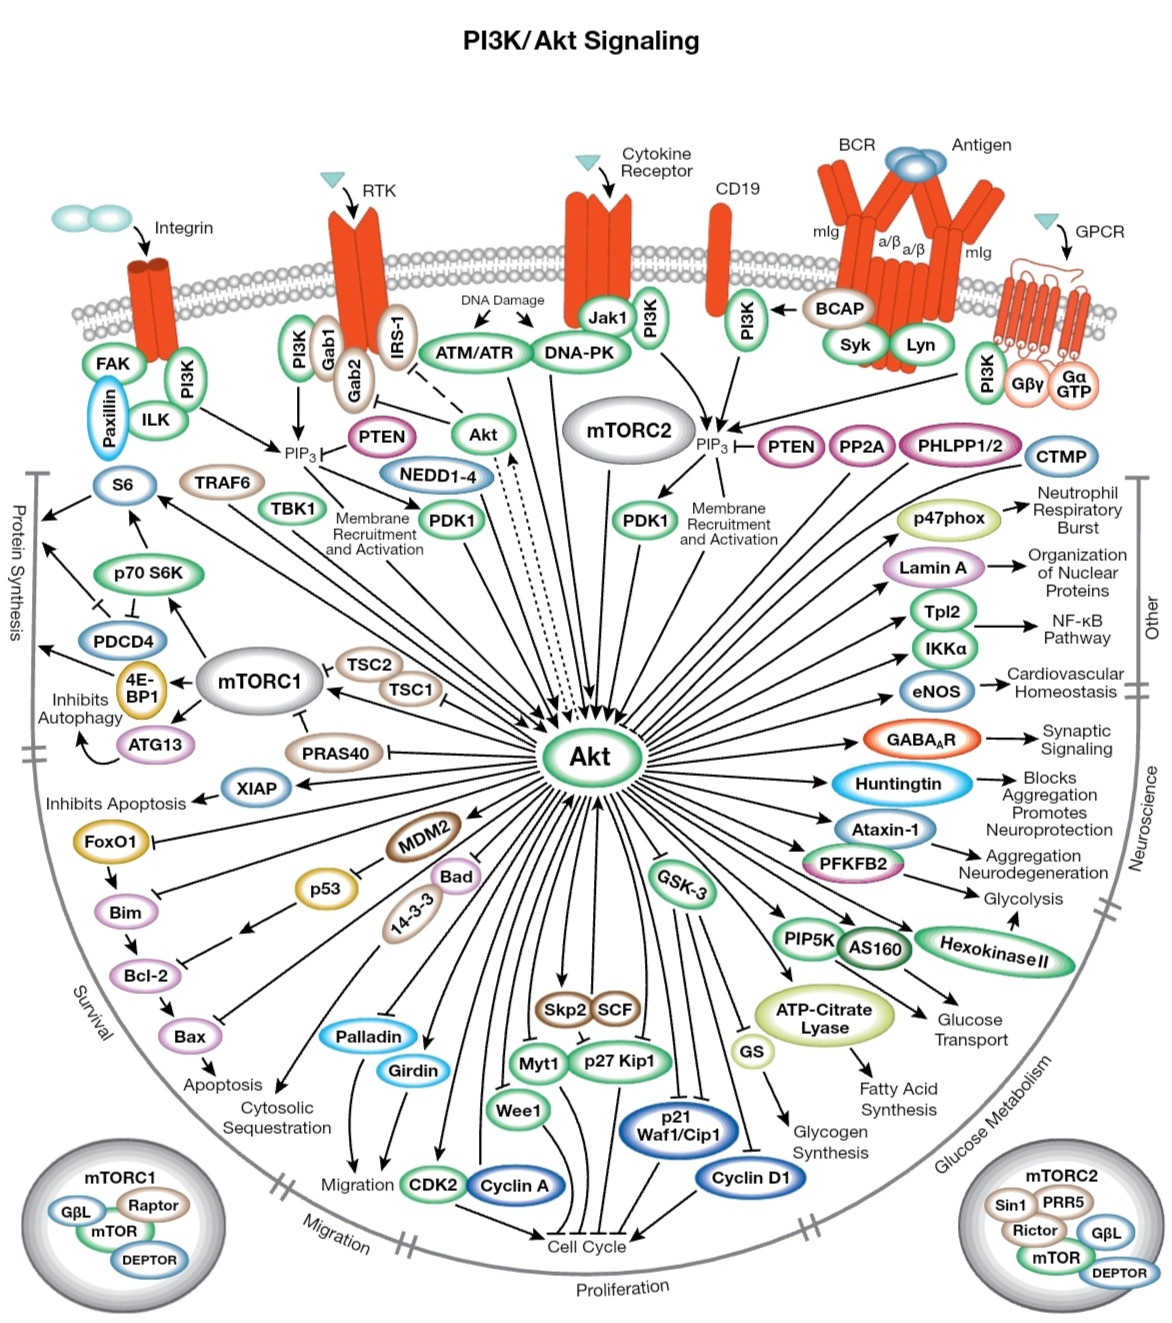 PI3K/Akt Signaling
BCR
Antigen
Cytokine
Receptor
CD19
RTK
Integrin
mIg
a/β
a/β
mIg
GPCR
DNA Damage
FAK
PI3K
Paxillin
ILK
PI3K
Gab1
Gab2
IRS-1
ATM/ATR
DNA-PK
Jak1
PI3K
PI3K
BCAP
Syk
Lyn
PI3K
Gβγ
Gα
GTP
PIP3
PTEN
Akt
mTORC2
PIP3
PTEN
PP2A
PHLPP1/2
CTMP
S6
TRAF6
TBK1
NEDD1-4
PDK1
Membrane
Recruitment
and Activation
PDK1
Membrane
Recruitment
and Activation
p47phox
Neutrophil
Respiratory
Burst
Lamin A
Organization
of Nuclear
Proteins
Tpl2
IKKα
NF-κB
Pathway
eNOS
Cardiovascular
Homeostasis
Other
Protein Synthesis
p70 S6K
PDCD4
4E-
BP1
mTORC1
TSC2
TSC1
Inhibits
Autophagy
ATG13
PRAS40
Akt
GABAAR
Synaptic
Signaling
Huntingtin
Blocks
Aggregation
Promotes
Neuroprotection
Ataxin-1
Aggregation
Neurodegeneration
PFKFB2
Glycolysis
Neuroscience
XIAP
Inhibits Apoptosis
FoxO1
MDM2
p53
Bad
14-3-3
Bim
Bcl-2
Bax
Apoptosis
Survival
Cytosolic
Sequestration
GSK-3
PIP5K
AS160
Hexokinase II
Glucose
Transport
ATP-Citrate
Lyase
Fatty Acid
Synthesis
GS
Glycogen
Synthesis
Glucose Metabolism
Palladin
Girdin
Migration
Skp2
SCF
Myt1
p27 Kip1
Wee1
p21
Waf1/Cip1
CDK2
Cyclin A
Cyclin D1
Cell Cycle
Migration
Proliferation
mTORC1
GβL
Raptor
mTOR
DEPTOR
mTORC2
Sin1
PRR5
Rictor
GβL
mTOR
DEPTOR